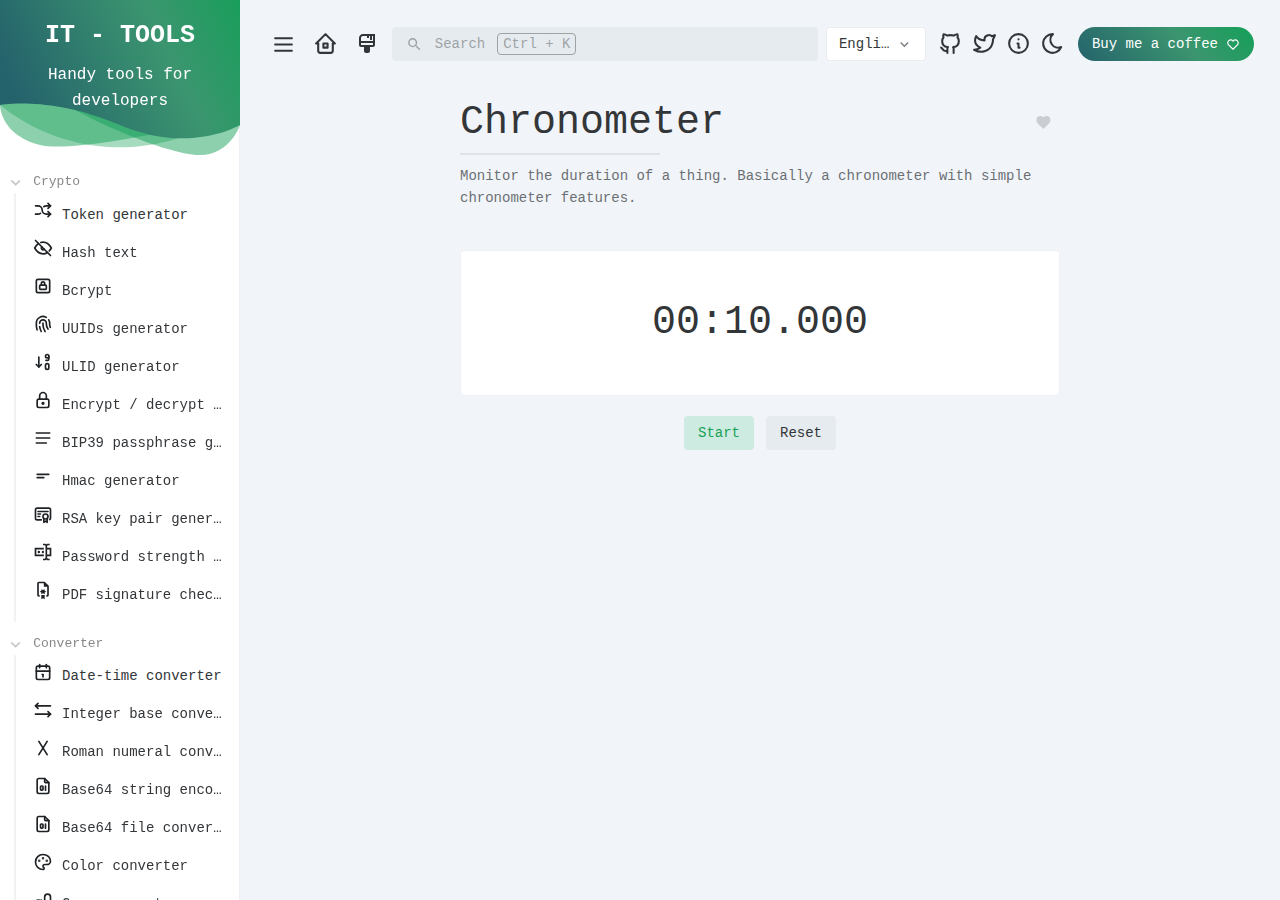 IT - TOOLS
Handy tools for
developers
Search Ctrl + K
Engli…
Buy me a coffee
Crypto
Token generator
Hash text
Bcrypt
UUIDs generator
ULID generator
Encrypt / decrypt …
BIP39 passphrase g…
Hmac generator
RSA key pair gener…
Password strength …
PDF signature chec…
Converter
Date-time converter
Integer base conve…
Roman numeral conv…
Base64 string enco…
Base64 file conver…
Color converter
Chronometer
Monitor the duration of a thing. Basically a chronometer with simple
chronometer features.
00:10.000
Start
Reset